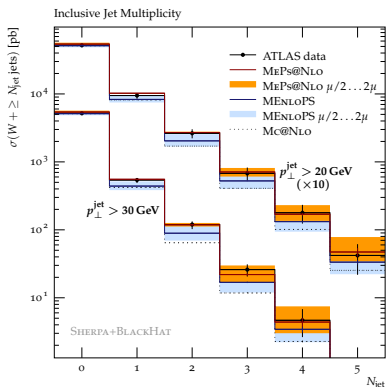 Inclusive Jet Multiplicity
σ(W + ≥ N_jet jets) [pb]
ATLAS data
MEPS@NLO
MEPS@NLO μ/2 . . . 2μ
MENLOPS
MENLOPS μ/2 . . . 2μ
MC@NLO
p_⊥^jet > 20 GeV
(×10)
p_⊥^jet > 30 GeV
10^4
10^3
10^2
10^1
SHERPA+BLACKHAT
0 1 2 3 4 5
N_jet